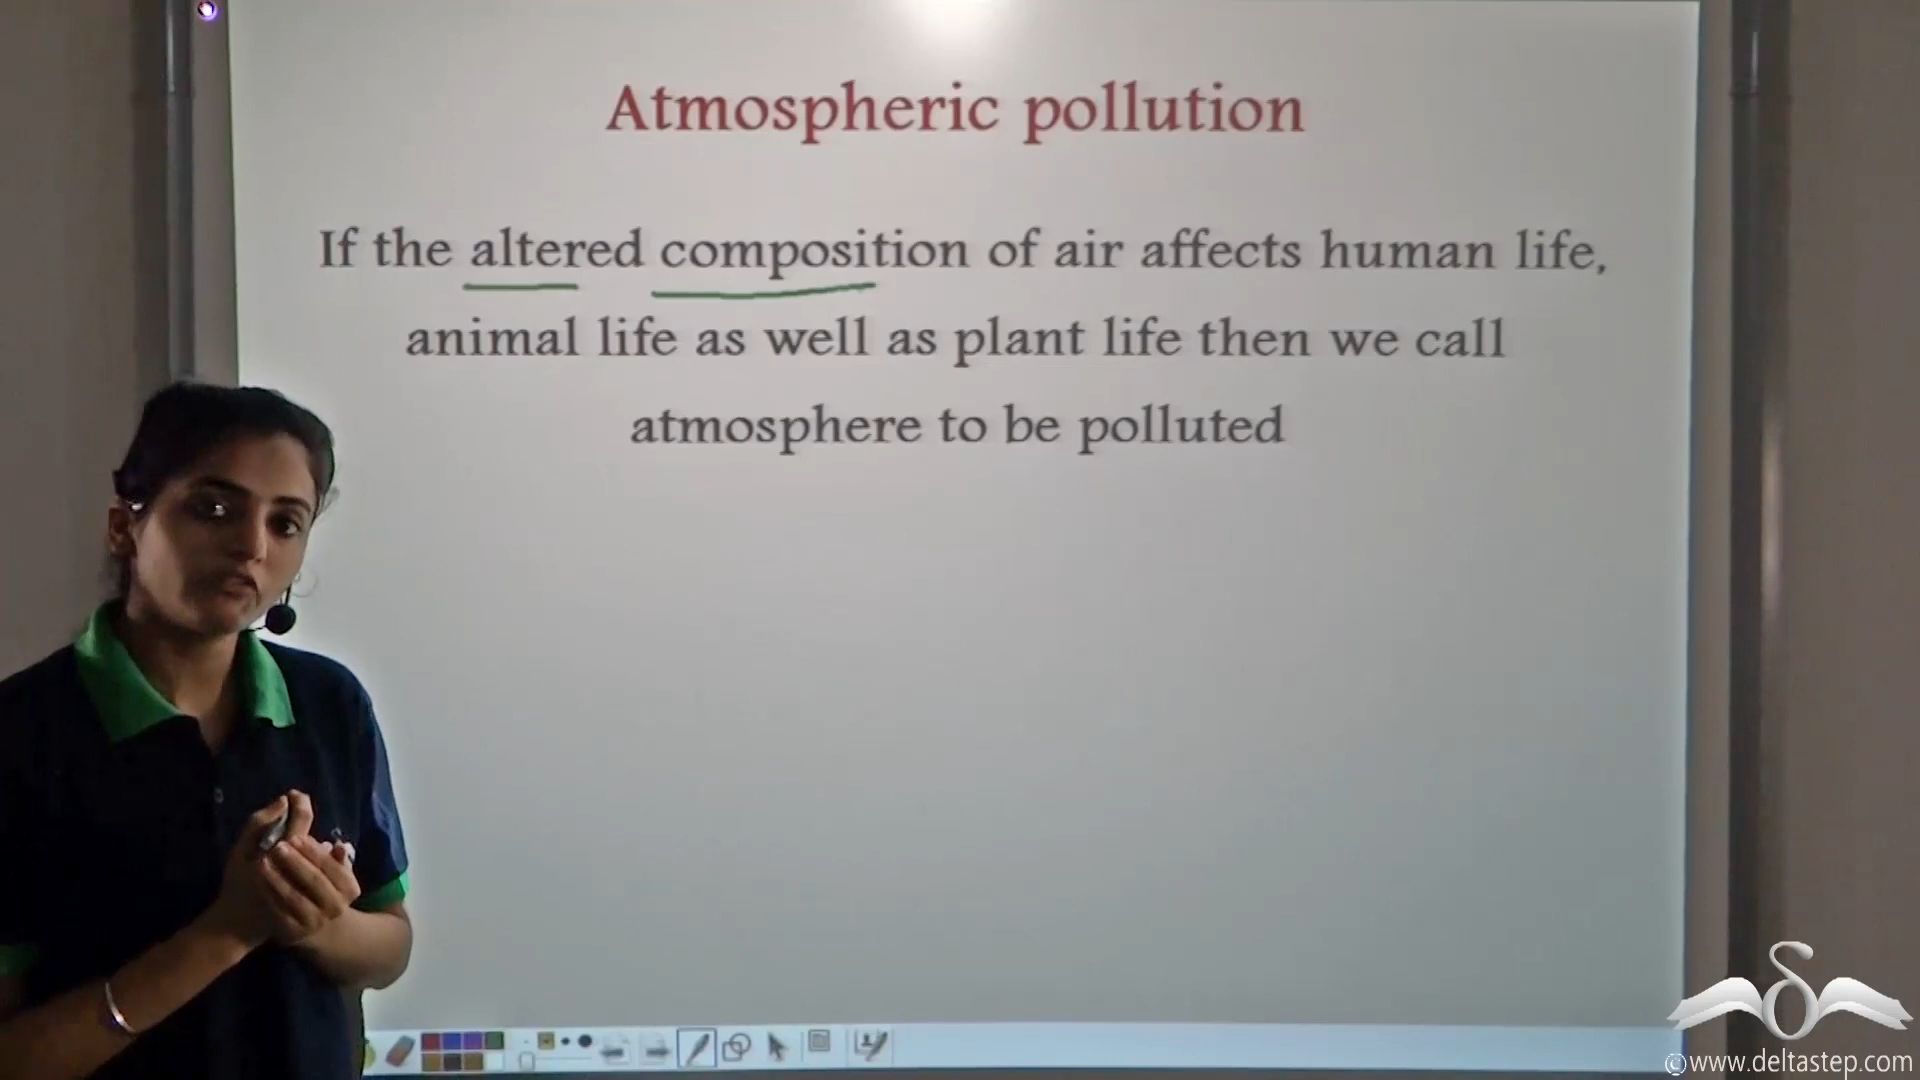 Atmospheric pollution
If the altered composition of air affects human life,
animal life as well as plant life then we call
atmosphere to be polluted
©www.deltastep.com